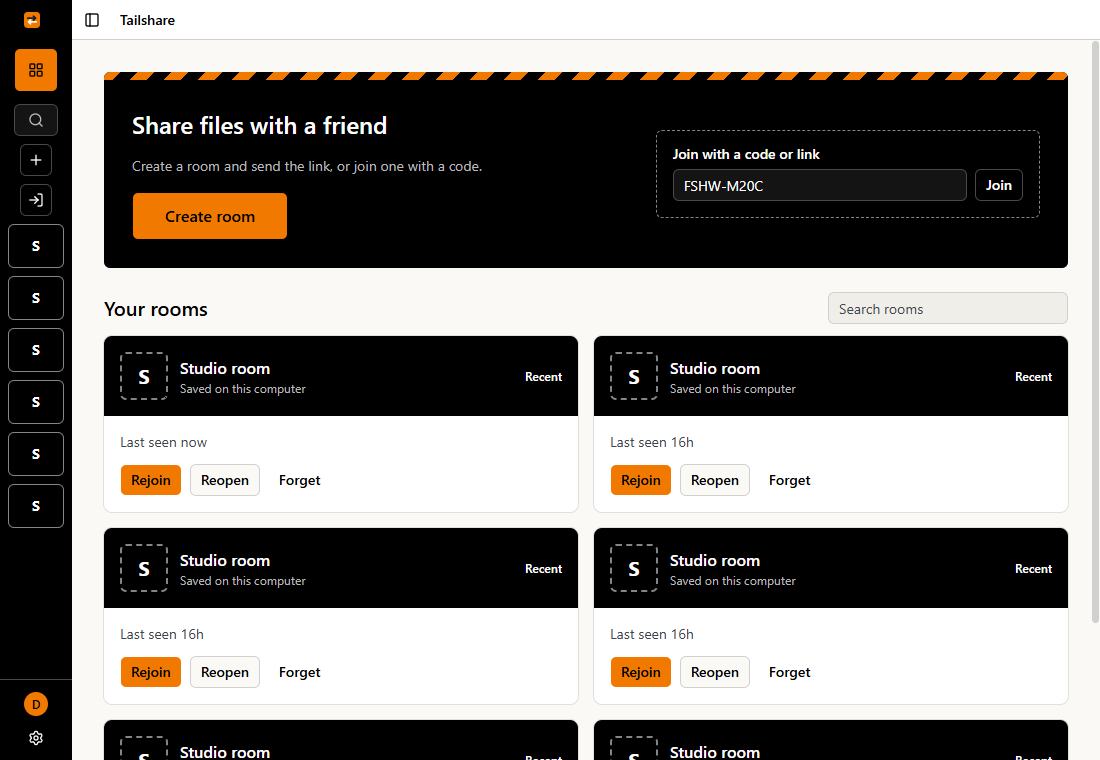 Tailshare
Share files with a friend
Create a room and send the link, or join one with a code.
Create room
Join with a code or link
FSHW-M20C
Join
S
S
S
S
S
S
D
Your rooms
Search rooms
S
Studio room
Saved on this computer
Recent
Last seen now
Rejoin Reopen Forget
S
Studio room
Saved on this computer
Recent
Last seen 16h
Rejoin Reopen Forget
S
Studio room
Saved on this computer
Recent
Last seen 16h
Rejoin Reopen Forget
S
Studio room
Saved on this computer
Recent
Last seen 16h
Rejoin Reopen Forget
S
Studio room
Recent
S
Studio room
Recent